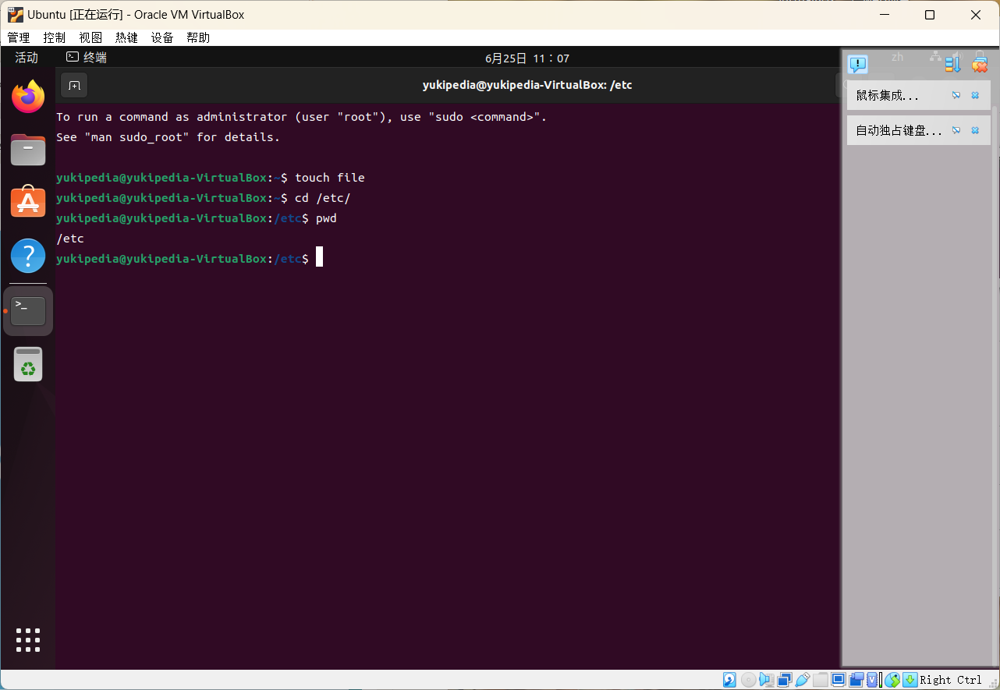 Ubuntu [正在运行] - Oracle VM VirtualBox
管理 控制 视图 热键 设备 帮助
活动 终端 6月25日 11：07 zh
yukipedia@yukipedia-VirtualBox: /etc
鼠标集成...
自动独占键盘...
To run a command as administrator (user "root"), use "sudo <command>".
See "man sudo_root" for details.
yukipedia@yukipedia-VirtualBox:~$ touch file
yukipedia@yukipedia-VirtualBox:~$ cd /etc/
yukipedia@yukipedia-VirtualBox:/etc$ pwd
/etc
yukipedia@yukipedia-VirtualBox:/etc$
Right Ctrl